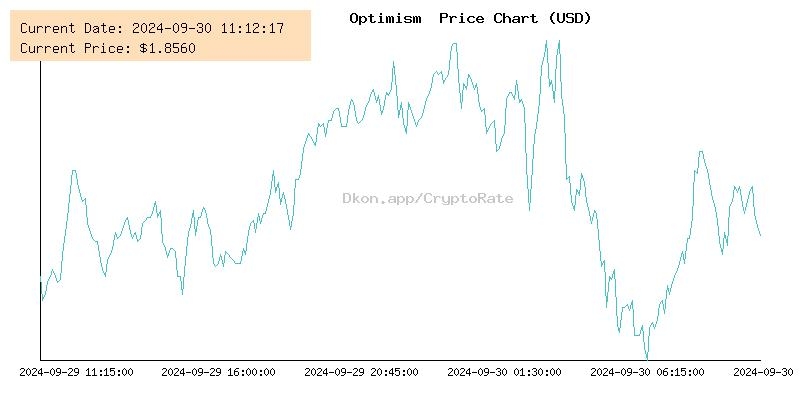 Optimism  Price Chart (USD)
Current Date: 2024-09-30 11:12:17
Current Price: $1.8560
Dkon.app/CryptoRate
2024-09-29 11:15:00 2024-09-29 16:00:00 2024-09-29 20:45:00 2024-09-30 01:30:00 2024-09-30 06:15:00 2024-09-30